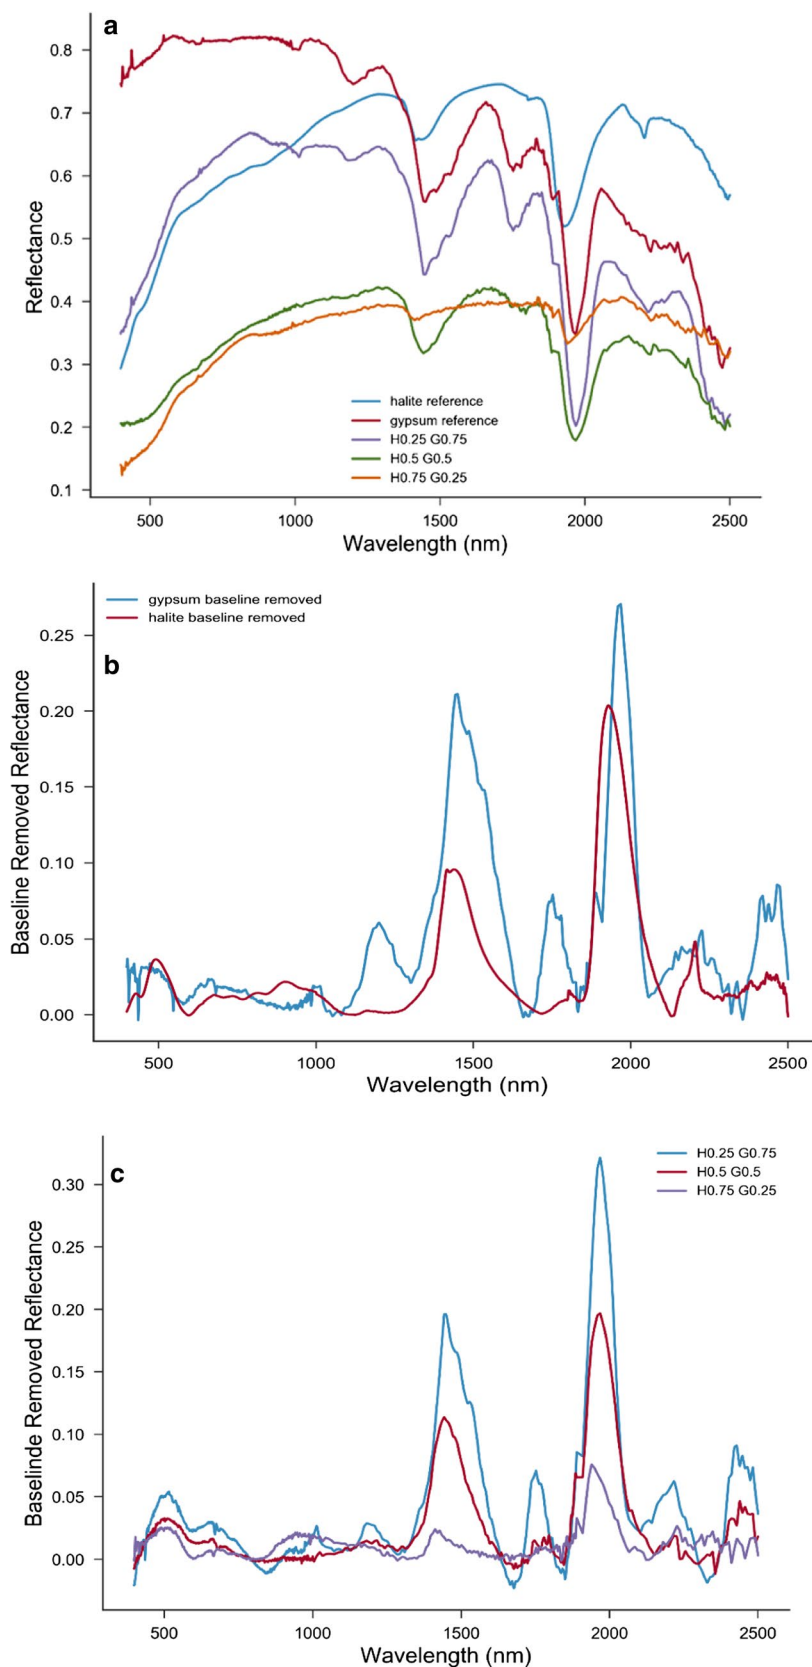 a
0.8
0.7
0.6
0.5
0.4
0.3
0.2
0.1
Reflectance
halite reference
gypsum reference
H0.25 G0.75
H0.5 G0.5
H0.75 G0.25
500 1000 1500 2000 2500
Wavelength (nm)
gypsum baseline removed
halite baseline removed
b
0.25
0.20
0.15
0.10
0.05
0.00
Baseline Removed Reflectance
500 1000 1500 2000 2500
Wavelength (nm)
c
H0.25 G0.75
H0.5 G0.5
H0.75 G0.25
0.30
0.25
0.20
0.15
0.10
0.05
0.00
Baselinde Removed Reflectance
500 1000 1500 2000 2500
Wavelength (nm)